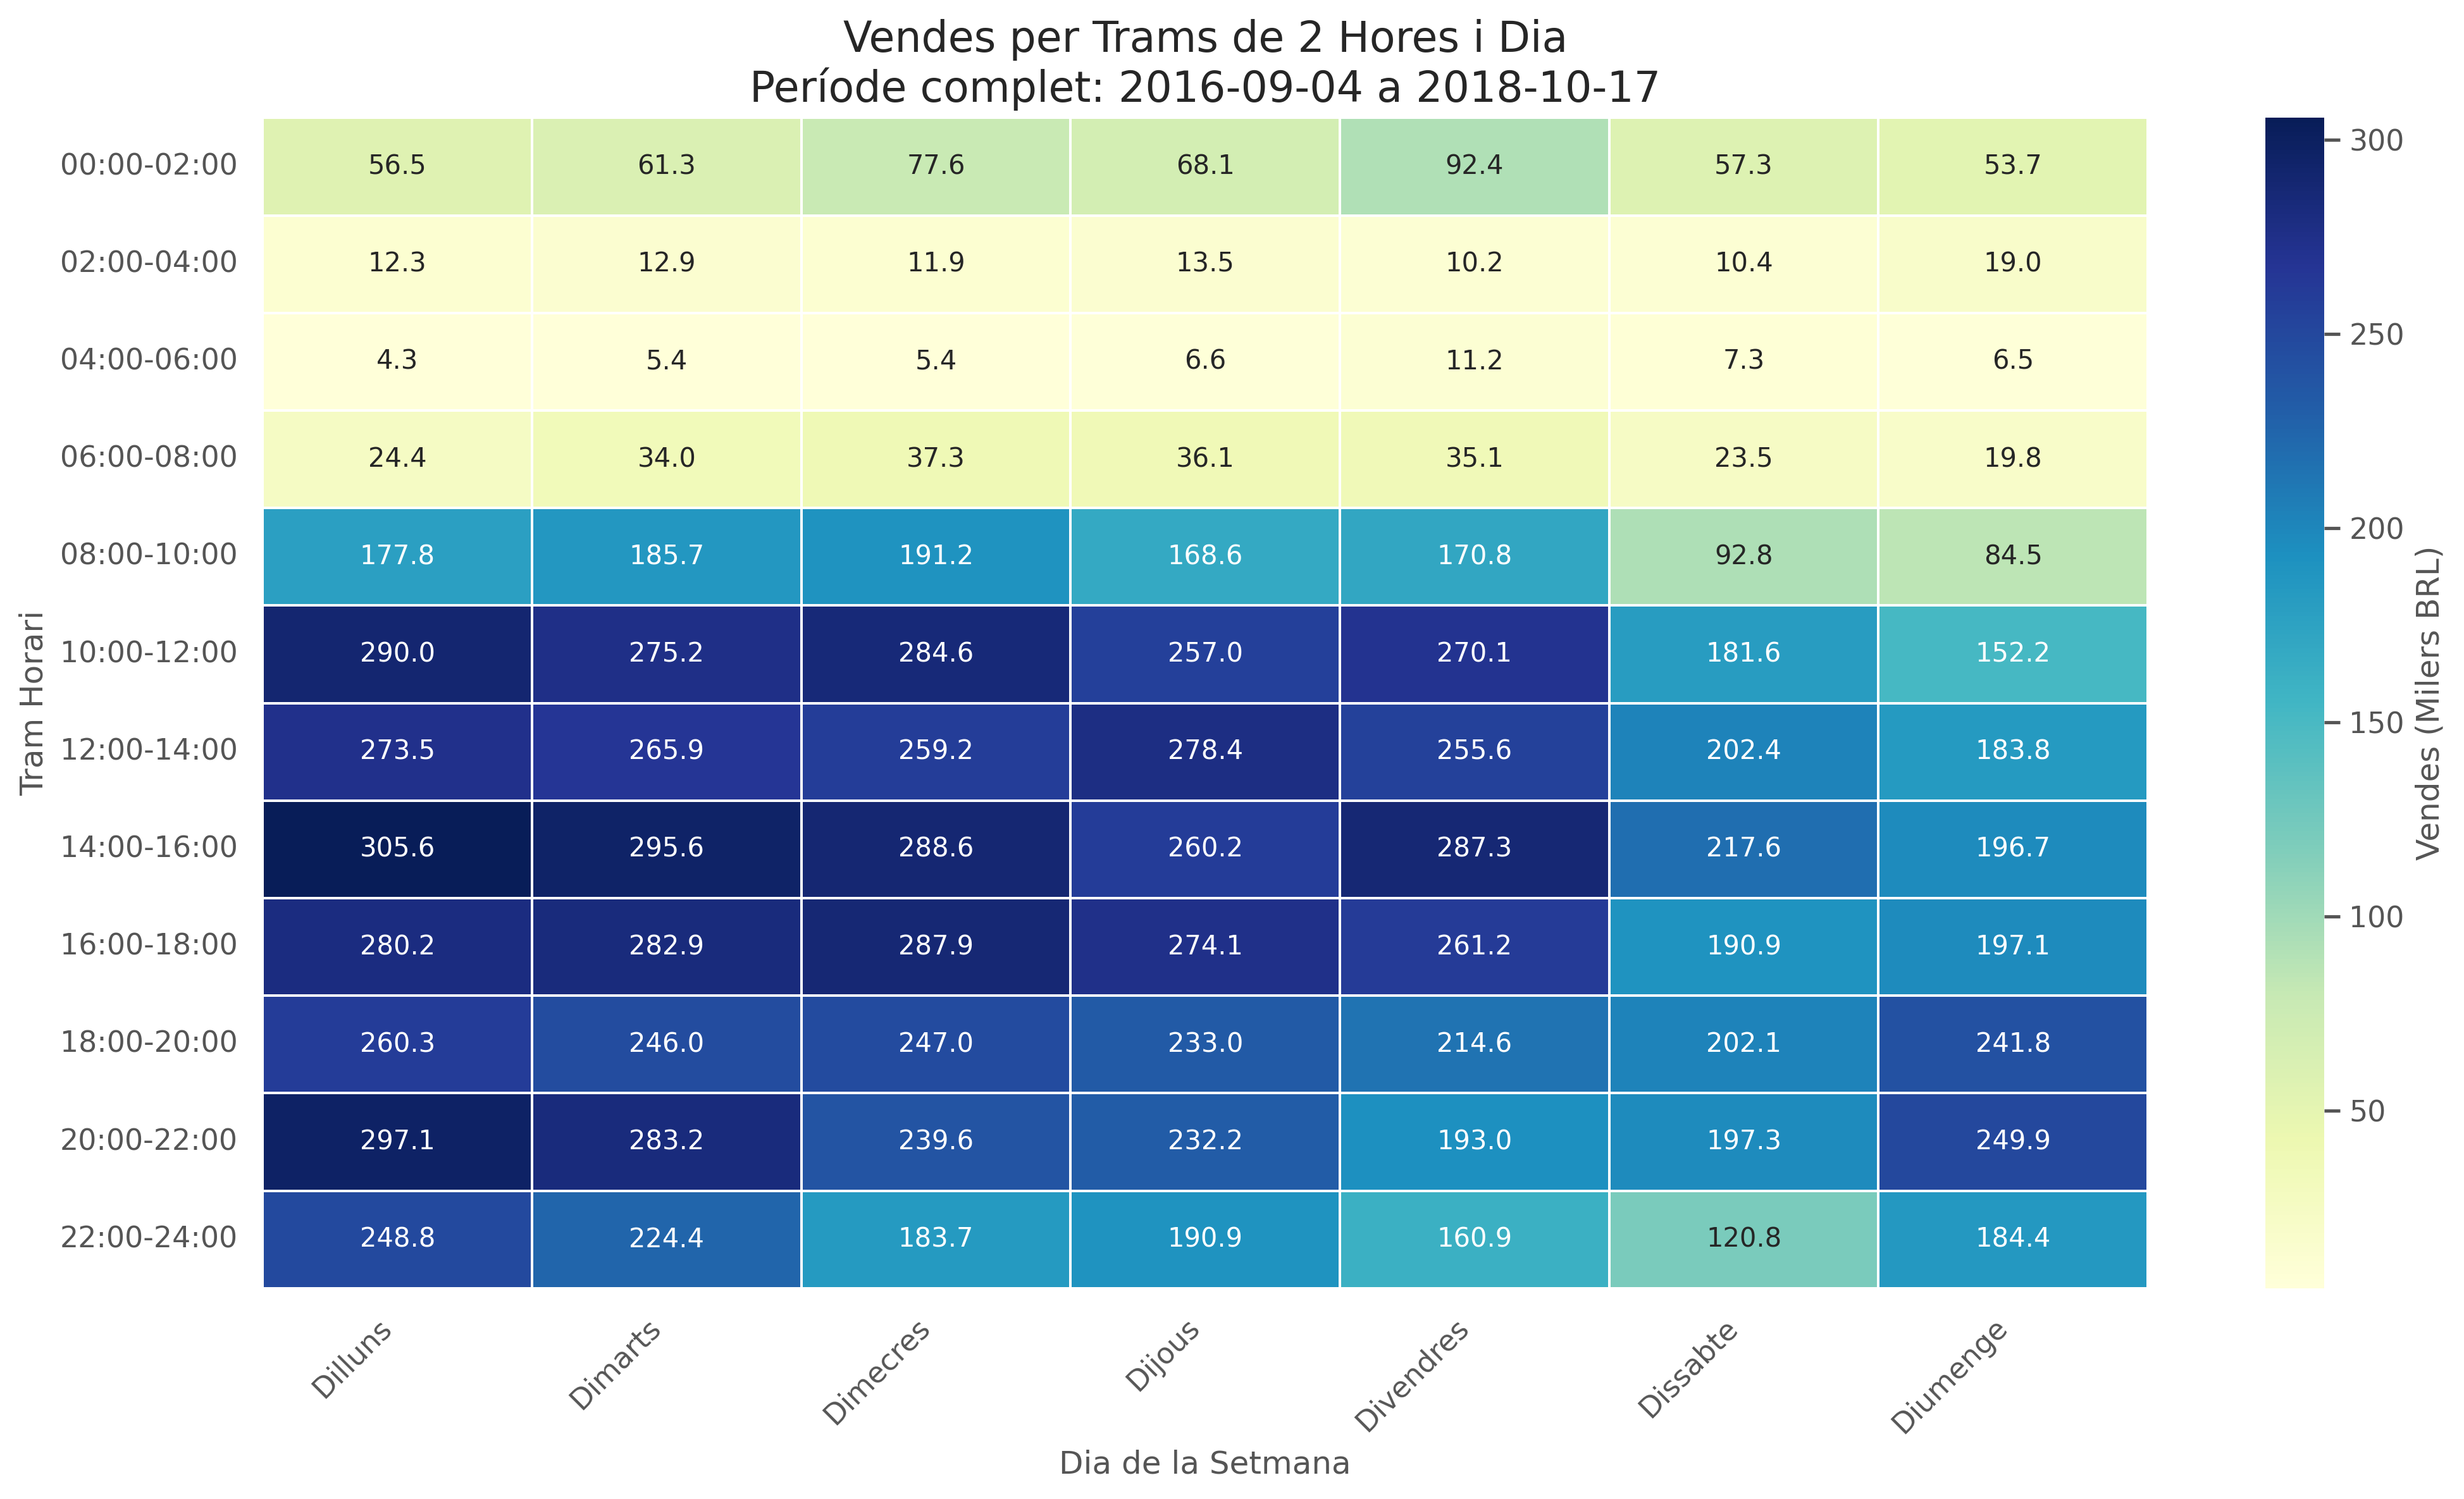 Vendes per Trams de 2 Hores i Dia
Període complet: 2016-09-04 a 2018-10-17
Tram Horari
00:00-02:00 56.5 61.3 77.6 68.1 92.4 57.3 53.7
02:00-04:00 12.3 12.9 11.9 13.5 10.2 10.4 19.0
04:00-06:00 4.3 5.4 5.4 6.6 11.2 7.3 6.5
06:00-08:00 24.4 34.0 37.3 36.1 35.1 23.5 19.8
08:00-10:00 177.8 185.7 191.2 168.6 170.8 92.8 84.5
10:00-12:00 290.0 275.2 284.6 257.0 270.1 181.6 152.2
12:00-14:00 273.5 265.9 259.2 278.4 255.6 202.4 183.8
14:00-16:00 305.6 295.6 288.6 260.2 287.3 217.6 196.7
16:00-18:00 280.2 282.9 287.9 274.1 261.2 190.9 197.1
18:00-20:00 260.3 246.0 247.0 233.0 214.6 202.1 241.8
20:00-22:00 297.1 283.2 239.6 232.2 193.0 197.3 249.9
22:00-24:00 248.8 224.4 183.7 190.9 160.9 120.8 184.4
Dilluns Dimarts Dimecres Dijous Divendres Dissabte Diumenge
Dia de la Setmana
300
250
200
150
100
50
Vendes (Milers BRL)